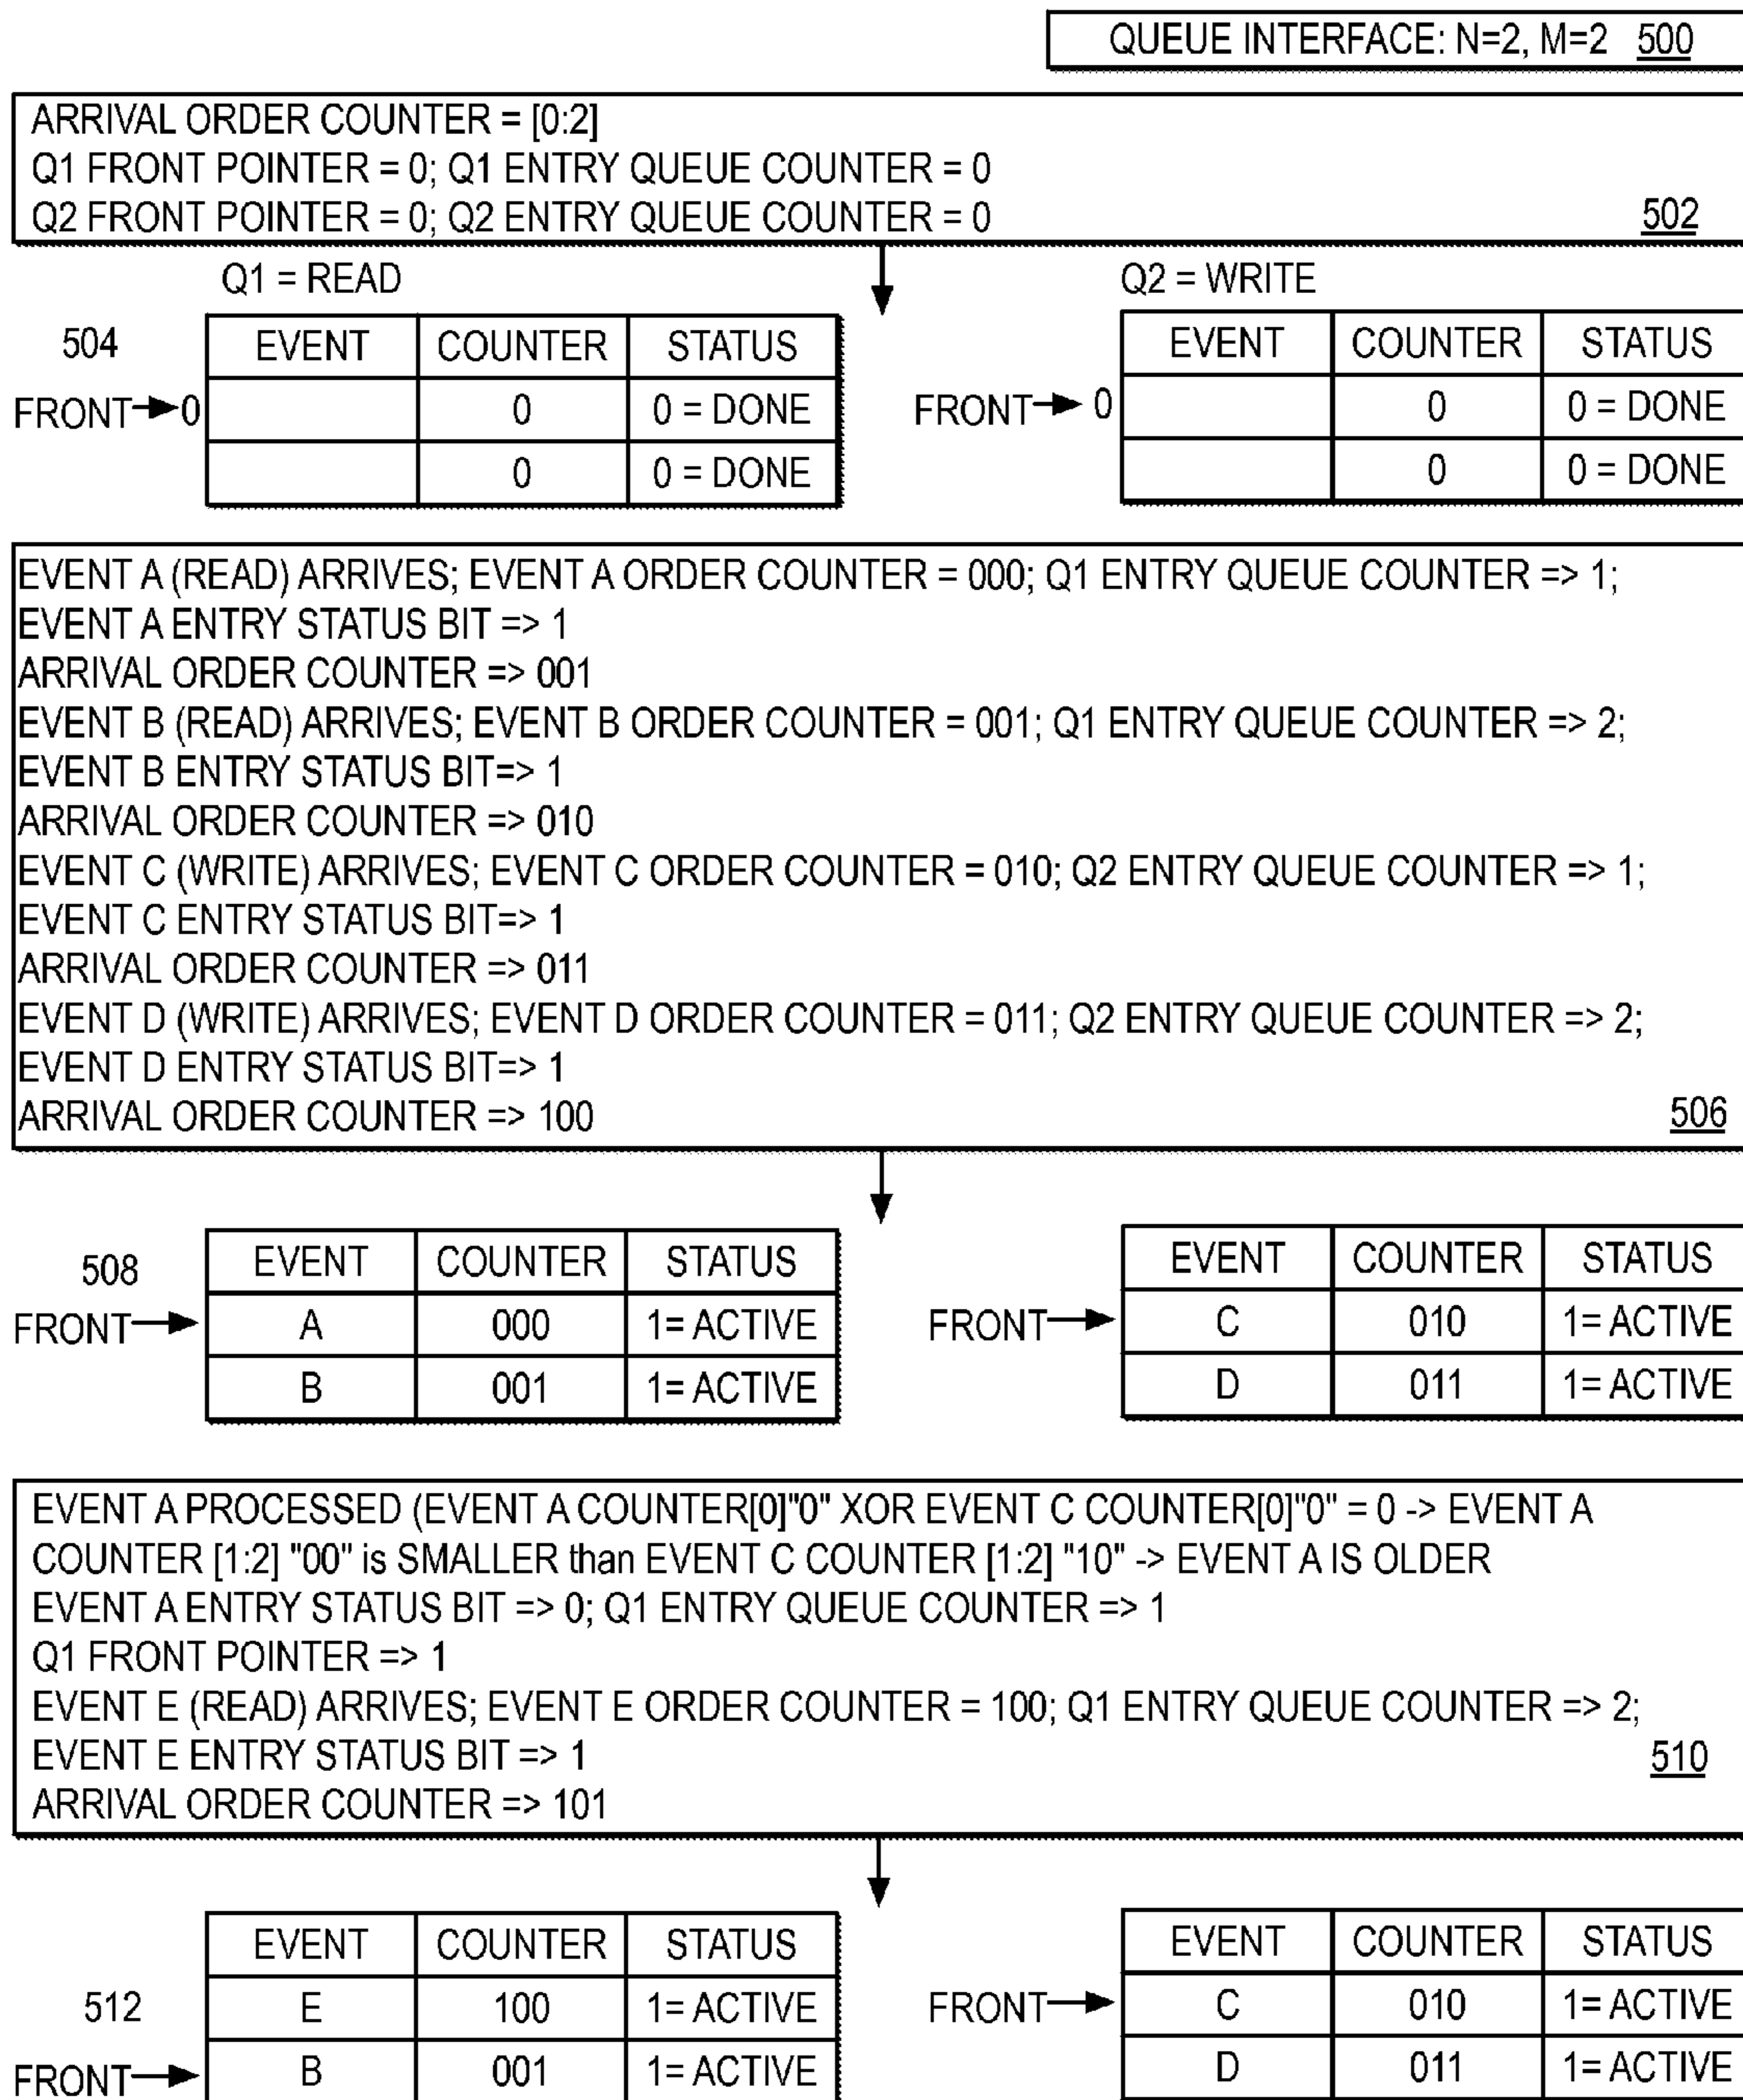 QUEUE INTERFACE: N=2, M=2 500
ARRIVAL ORDER COUNTER = [0:2]
Q1 FRONT POINTER = 0; Q1 ENTRY QUEUE COUNTER = 0
Q2 FRONT POINTER = 0; Q2 ENTRY QUEUE COUNTER = 0
502
Q1 = READ
Q2 = WRITE
504 EVENT COUNTER STATUS EVENT COUNTER STATUS
FRONT 0 0 0 = DONE FRONT 0 0 0 = DONE
0 0 = DONE 0 0 = DONE
EVENT A (READ) ARRIVES; EVENT A ORDER COUNTER = 000; Q1 ENTRY QUEUE COUNTER => 1;
EVENT A ENTRY STATUS BIT => 1
ARRIVAL ORDER COUNTER => 001
EVENT B (READ) ARRIVES; EVENT B ORDER COUNTER = 001; Q1 ENTRY QUEUE COUNTER => 2;
EVENT B ENTRY STATUS BIT=> 1
ARRIVAL ORDER COUNTER => 010
EVENT C (WRITE) ARRIVES; EVENT C ORDER COUNTER = 010; Q2 ENTRY QUEUE COUNTER => 1;
EVENT C ENTRY STATUS BIT=> 1
ARRIVAL ORDER COUNTER => 011
EVENT D (WRITE) ARRIVES; EVENT D ORDER COUNTER = 011; Q2 ENTRY QUEUE COUNTER => 2;
EVENT D ENTRY STATUS BIT=> 1
ARRIVAL ORDER COUNTER => 100
506
508 EVENT COUNTER STATUS EVENT COUNTER STATUS
FRONT A 000 1= ACTIVE FRONT C 010 1= ACTIVE
B 001 1= ACTIVE D 011 1= ACTIVE
EVENT A PROCESSED (EVENT A COUNTER[0]"0" XOR EVENT C COUNTER[0]"0" = 0 -> EVENT A
COUNTER [1:2] "00" is SMALLER than EVENT C COUNTER [1:2] "10" -> EVENT A IS OLDER
EVENT A ENTRY STATUS BIT => 0; Q1 ENTRY QUEUE COUNTER => 1
Q1 FRONT POINTER => 1
EVENT E (READ) ARRIVES; EVENT E ORDER COUNTER = 100; Q1 ENTRY QUEUE COUNTER => 2;
EVENT E ENTRY STATUS BIT => 1
510
ARRIVAL ORDER COUNTER => 101
EVENT COUNTER STATUS EVENT COUNTER STATUS
512 E 100 1= ACTIVE FRONT C 010 1= ACTIVE
FRONT B 001 1= ACTIVE D 011 1= ACTIVE